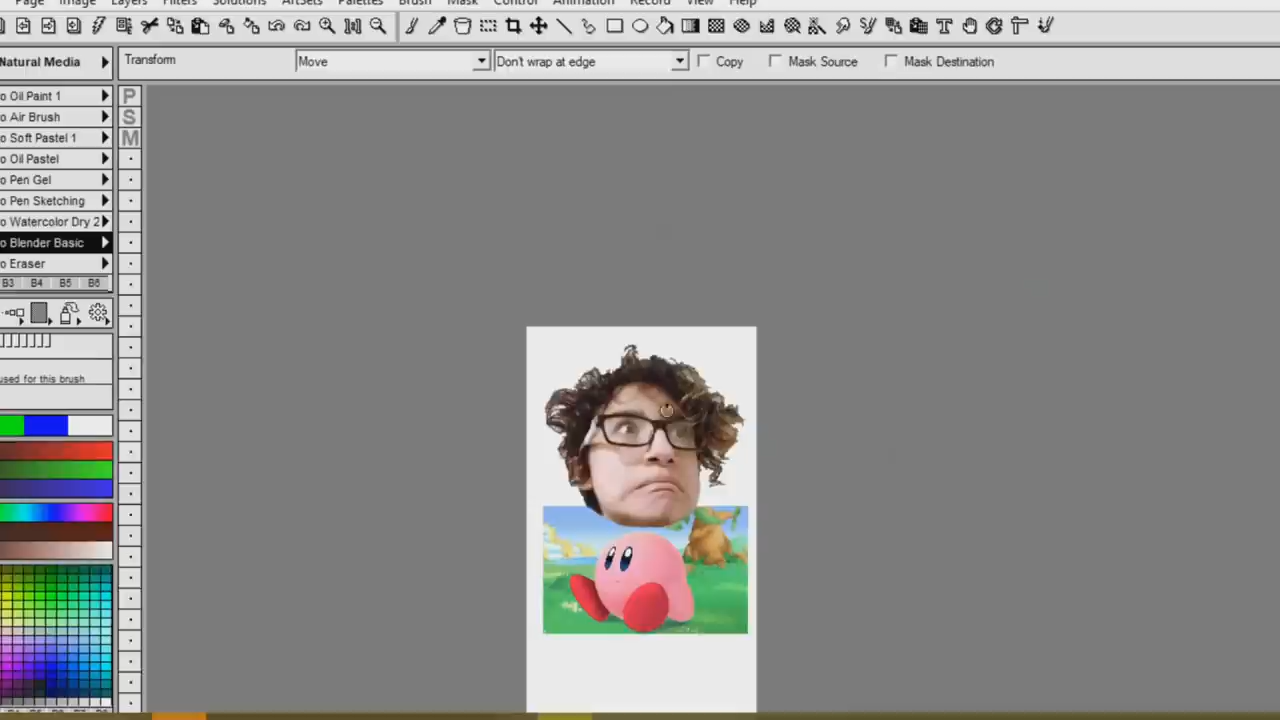 Page Image Layers Effects Filters Solutions ArtSets Palettes Brush Mask Control Animation Record View Help
Natural Media Transform Move Don't wrap at edge Copy Mask Source Mask Destination
o Oil Paint 1 P
o Air Brush S
o Soft Pastel 1 M
o Oil Pastel
o Pen Gel
o Pen Sketching
o Watercolor Dry 2
o Blender Basic
o Eraser
B3 B4 B5 B6
used for this brush